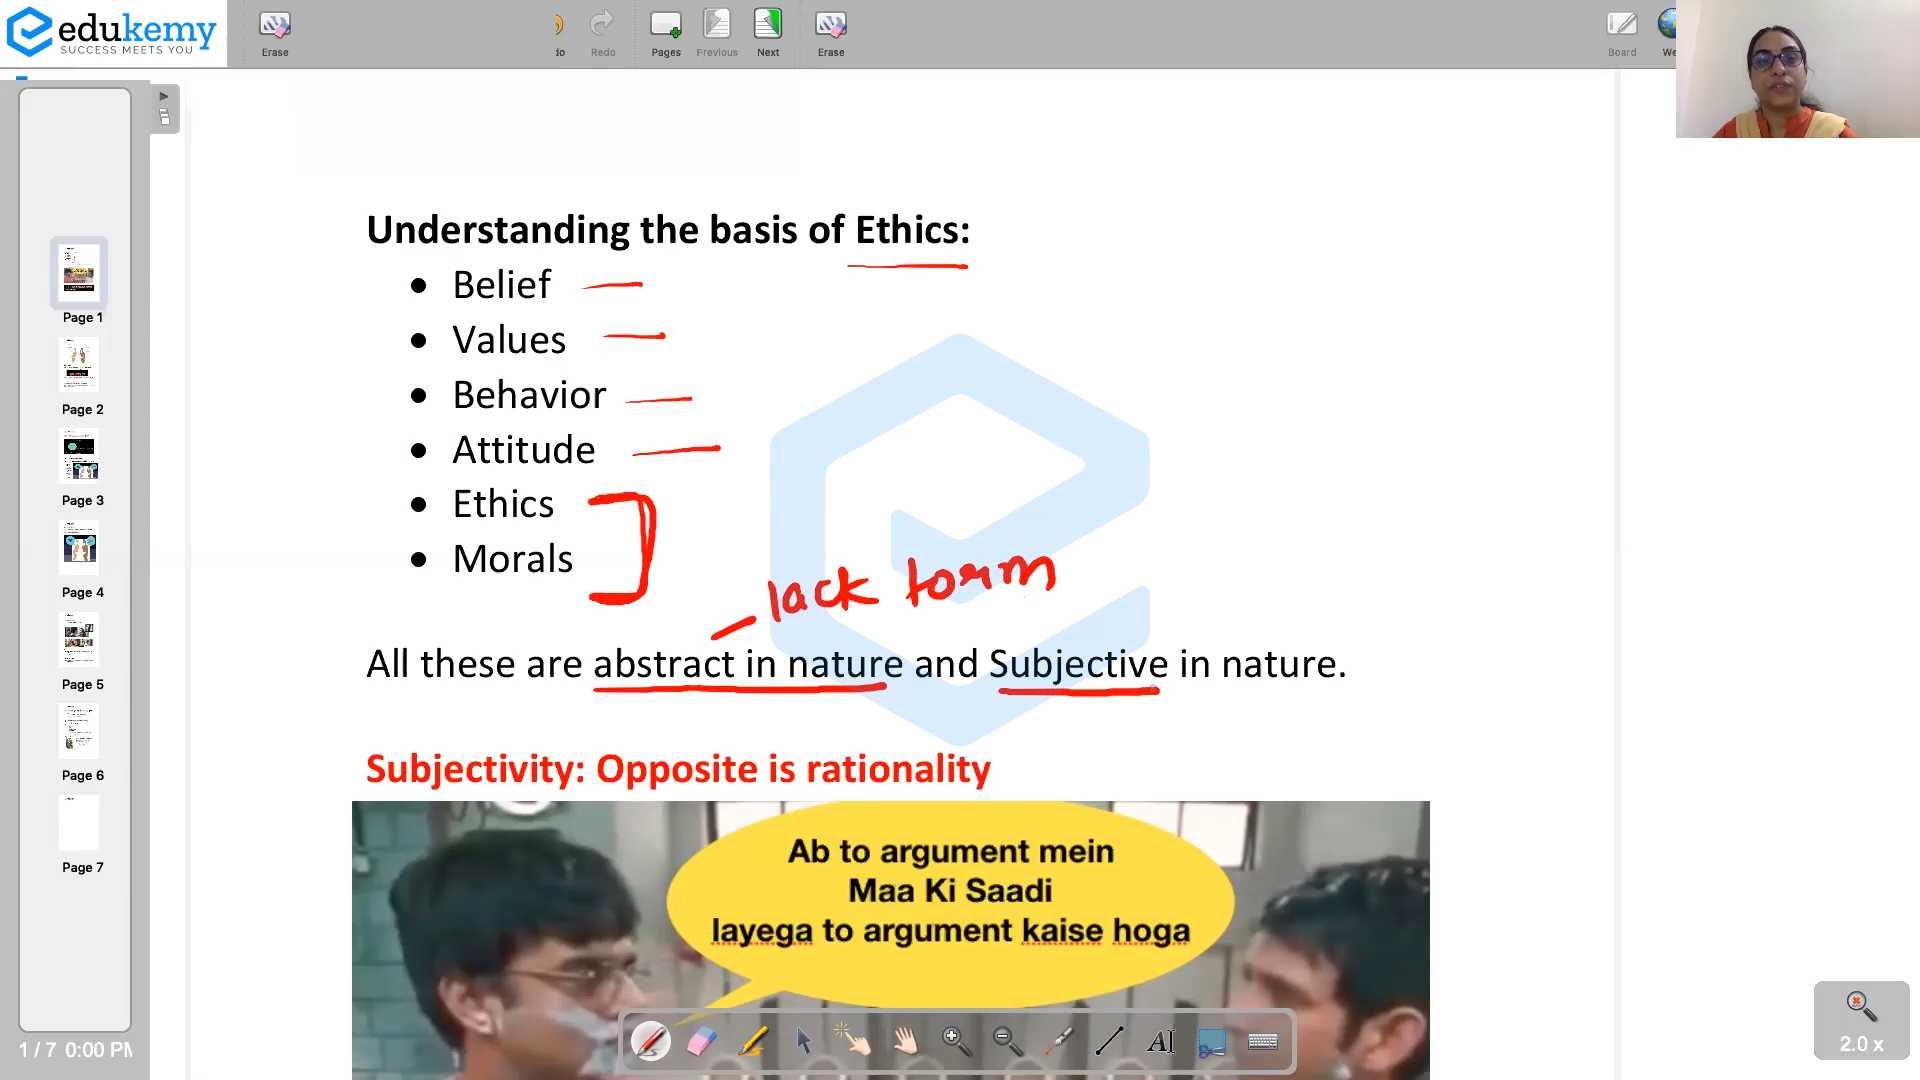 edukemy
SUCCESS MEETS YOU
Erase
Redo
Pages
Previous
Next
Erase
Board
Understanding the basis of Ethics:
• Belief
• Values
• Behavior
• Attitude
• Ethics
• Morals
lack form
All these are abstract in nature and Subjective in nature.
Subjectivity: Opposite is rationality
Ab to argument mein
Maa Ki Saadi
layega to argument kaise hoga
Page 1
Page 2
Page 3
Page 4
Page 5
Page 6
Page 7
1 / 7 0:00 PM
2.0 x